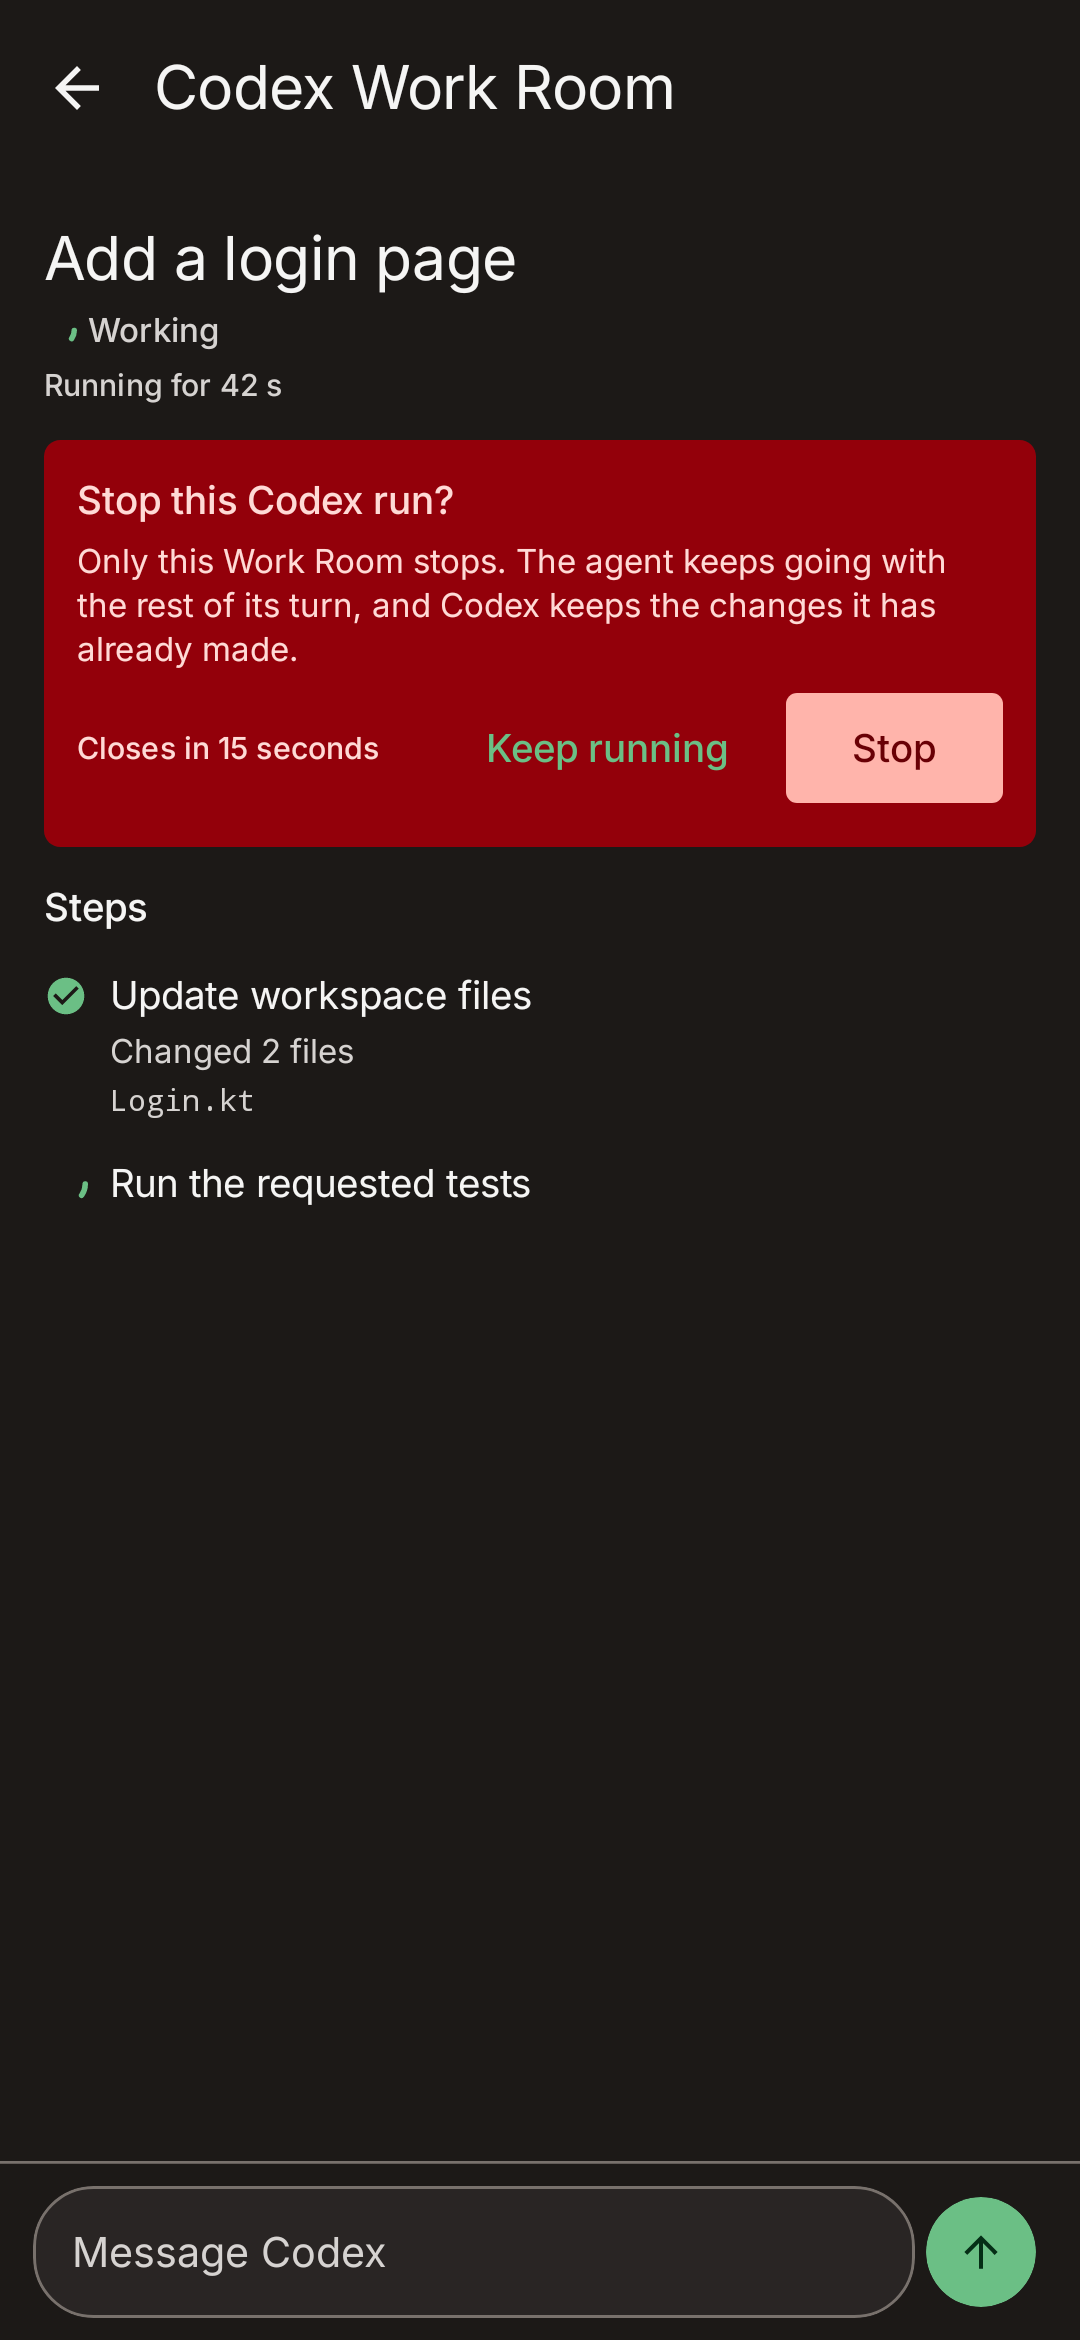 Codex Work Room
Add a login page
Working
Running for 42 s
Stop this Codex run?
Only this Work Room stops. The agent keeps going with
the rest of its turn, and Codex keeps the changes it has
already made.
Closes in 15 seconds
Keep running
Stop
Steps
Update workspace files
Changed 2 files
Login.kt
Run the requested tests
Message Codex